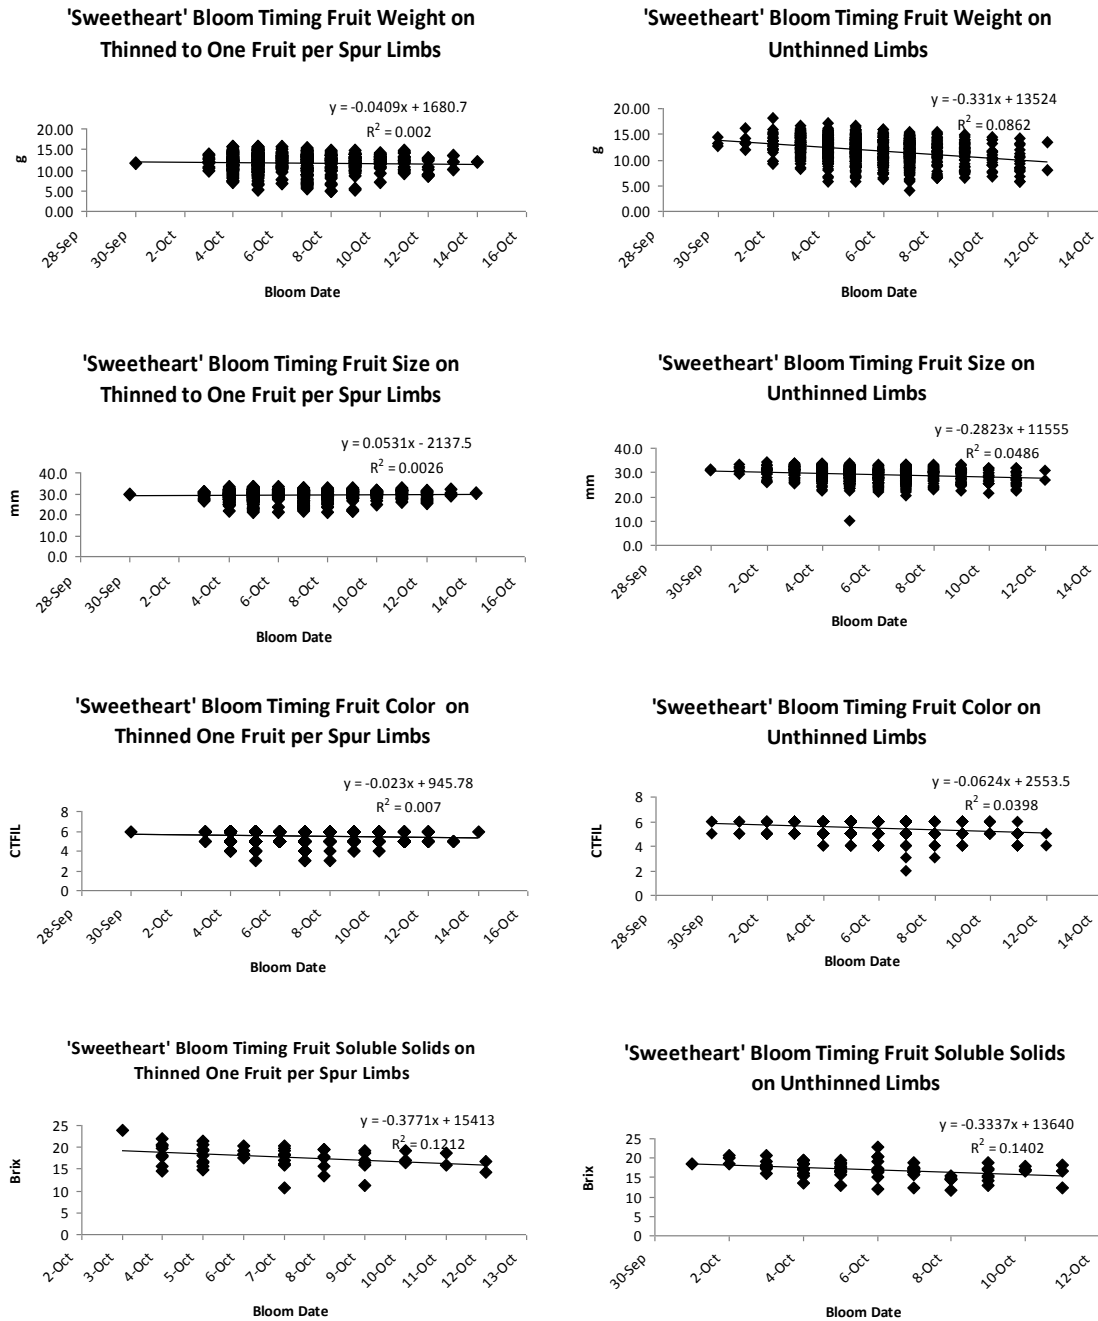 'Sweetheart' Bloom Timing Fruit Weight on
Thinned to One Fruit per Spur Limbs
y = -0.0409x + 1680.7
R² = 0.002
20.00
15.00
10.00
5.00
0.00
g
28-Sep
30-Sep
2-Oct
4-Oct
6-Oct
8-Oct
10-Oct
12-Oct
14-Oct
16-Oct
Bloom Date
'Sweetheart' Bloom Timing Fruit Weight on
Unthinned Limbs
y = -0.331x + 13524
R² = 0.0862
20.00
15.00
10.00
5.00
0.00
g
28-Sep
30-Sep
2-Oct
4-Oct
6-Oct
8-Oct
10-Oct
12-Oct
14-Oct
Bloom Date
'Sweetheart' Bloom Timing Fruit Size on
Thinned to One Fruit per Spur Limbs
y = 0.0531x - 2137.5
R² = 0.0026
40.0
30.0
20.0
10.0
0.0
mm
28-Sep
30-Sep
2-Oct
4-Oct
6-Oct
8-Oct
10-Oct
12-Oct
14-Oct
16-Oct
Bloom Date
'Sweetheart' Bloom Timing Fruit Size on
Unthinned Limbs
y = -0.2823x + 11555
R² = 0.0486
40.0
30.0
20.0
10.0
0.0
mm
28-Sep
30-Sep
2-Oct
4-Oct
6-Oct
8-Oct
10-Oct
12-Oct
14-Oct
Bloom Date
'Sweetheart' Bloom Timing Fruit Color on
Thinned One Fruit per Spur Limbs
y = -0.023x + 945.78
R² = 0.007
8
6
4
2
0
CTFIL
28-Sep
30-Sep
2-Oct
4-Oct
6-Oct
8-Oct
10-Oct
12-Oct
14-Oct
16-Oct
Bloom Date
'Sweetheart' Bloom Timing Fruit Color on
Unthinned Limbs
y = -0.0624x + 2553.5
R² = 0.0398
8
6
4
2
0
CTFIL
28-Sep
30-Sep
2-Oct
4-Oct
6-Oct
8-Oct
10-Oct
12-Oct
14-Oct
Bloom Date
'Sweetheart' Bloom Timing Fruit Soluble Solids on
Thinned One Fruit per Spur Limbs
y = -0.3771x + 15413
R² = 0.1212
25
20
15
10
5
0
Brix
2-Oct
3-Oct
4-Oct
5-Oct
6-Oct
7-Oct
8-Oct
9-Oct
10-Oct
11-Oct
12-Oct
13-Oct
Bloom Date
'Sweetheart' Bloom Timing Fruit Soluble Solids
on Unthinned Limbs
y = -0.3337x + 13640
R² = 0.1402
25
20
15
10
5
0
Brix
30-Sep
2-Oct
4-Oct
6-Oct
8-Oct
10-Oct
12-Oct
Bloom Date